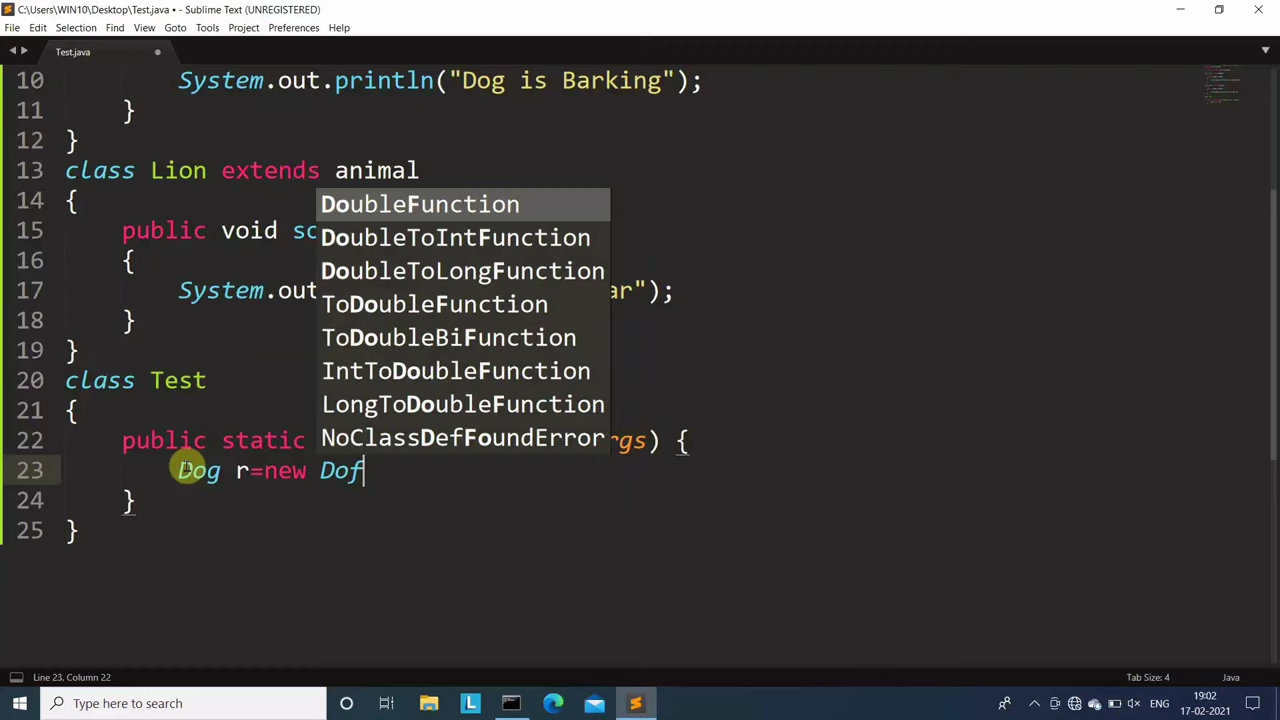 C:\Users\WIN10\Desktop\Test.java • - Sublime Text (UNREGISTERED)
File Edit Selection Find View Goto Tools Project Preferences Help
Test.java
10 System.out.println("Dog is Barking");
11 }
12 }
13 class Lion extends animal
14 {
DoubleFunction
15 public void so
DoubleToIntFunction
16 {
DoubleToLongFunction
17 System.out ar");
ToDoubleFunction
18 }
ToDoubleBiFunction
19 }
IntToDoubleFunction
20 class Test
LongToDoubleFunction
21 {
NoClassDefFoundError
22 public static rgs) {
23 Dog r=new Dof
24 }
25 }
Line 23, Column 22 Tab Size: 4 Java
Type here to search
ENG
19:02
17-02-2021